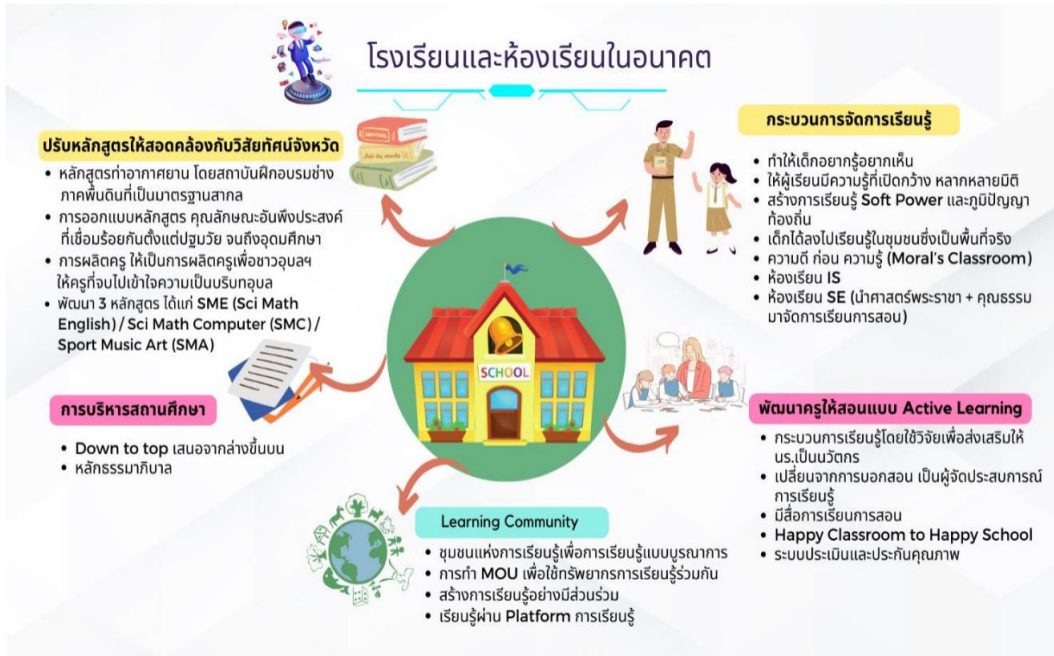 โรงเรียนและห้องเรียนในอนาคต
ปรับหลักสูตรให้สอดคล้องกับวิสัยทัศน์จังหวัด
• หลักสูตรท่าอากาศยาน โดยสถาบันฝึกอบรมช่าง
ภาคพื้นดินที่เป็นมาตรฐานสากล
• การออกแบบหลักสูตร คุณลักษณะอันพึงประสงค์
ที่เชื่อมร้อยกันตั้งแต่ปฐมวัย จนถึงอุดมศึกษา
• การผลิตครู ให้เป็นการผลิตครูเพื่อชาวอุบลฯ
ให้ครูที่จบไปเข้าใจความเป็นบริบทอุบล
• พัฒนา 3 หลักสูตร ได้แก่ SME (Sci Math
English) / Sci Math Computer (SMC) /
Sport Music Art (SMA)
กระบวนการจัดการเรียนรู้
• ทำให้เด็กอยากรู้อยากเห็น
• ให้ผู้เรียนมีความรู้ที่เปิดกว้าง หลากหลายมิติ
• สร้างการเรียนรู้ Soft Power และภูมิปัญญา
ท้องถิ่น
• เด็กได้ลงไปเรียนรู้ในชุมชนซึ่งเป็นพื้นที่จริง
• ความดี ก่อน ความรู้ (Moral's Classroom)
• ห้องเรียน IS
• ห้องเรียน SE (นำศาสตร์พระราชา + คุณธรรม
มาจัดการเรียนการสอน)
SCHOOL
การบริหารสถานศึกษา
• Down to top เสนอจากล่างขึ้นบน
• หลักธรรมาภิบาล
พัฒนาครูให้สอนแบบ Active Learning
• กระบวนการเรียนรู้โดยใช้วิจัยเพื่อส่งเสริมให้
นร.เป็นนวัตกร
• เปลี่ยนจากการบอกสอน เป็นผู้จัดประสบการณ์
การเรียนรู้
• มีสื่อการเรียนการสอน
• Happy Classroom to Happy School
• ระบบประเมินและประกันคุณภาพ
Learning Community
• ชุมชนแห่งการเรียนรู้เพื่อการเรียนรู้แบบบูรณาการ
• การทำ MOU เพื่อใช้ทรัพยากรการเรียนรู้ร่วมกัน
• สร้างการเรียนรู้อย่างมีส่วนร่วม
• เรียนรู้ผ่าน Platform การเรียนรู้